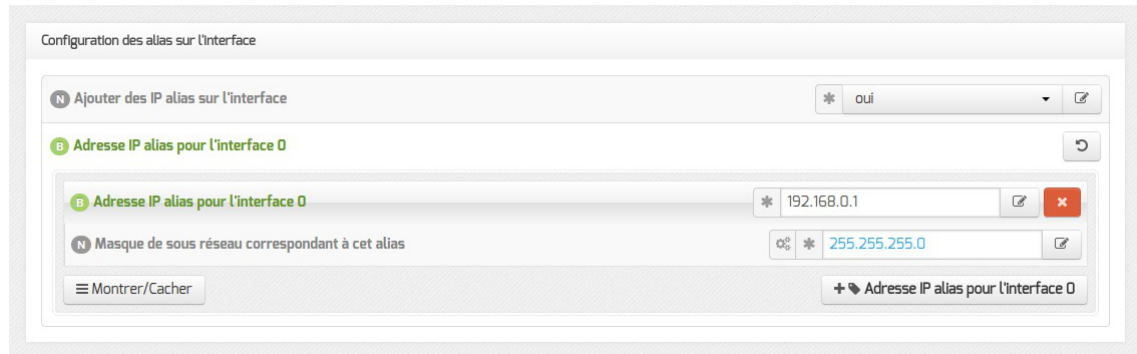 Configuration des alias sur l'interface
N Ajouter des IP alias sur l'interface
* oui
B Adresse IP alias pour l'interface 0
B Adresse IP alias pour l'interface 0
* 192.168.0.1
N Masque de sous réseau correspondant à cet alias
* 255.255.255.0
Montrer/Cacher
+ Adresse IP alias pour l'interface 0